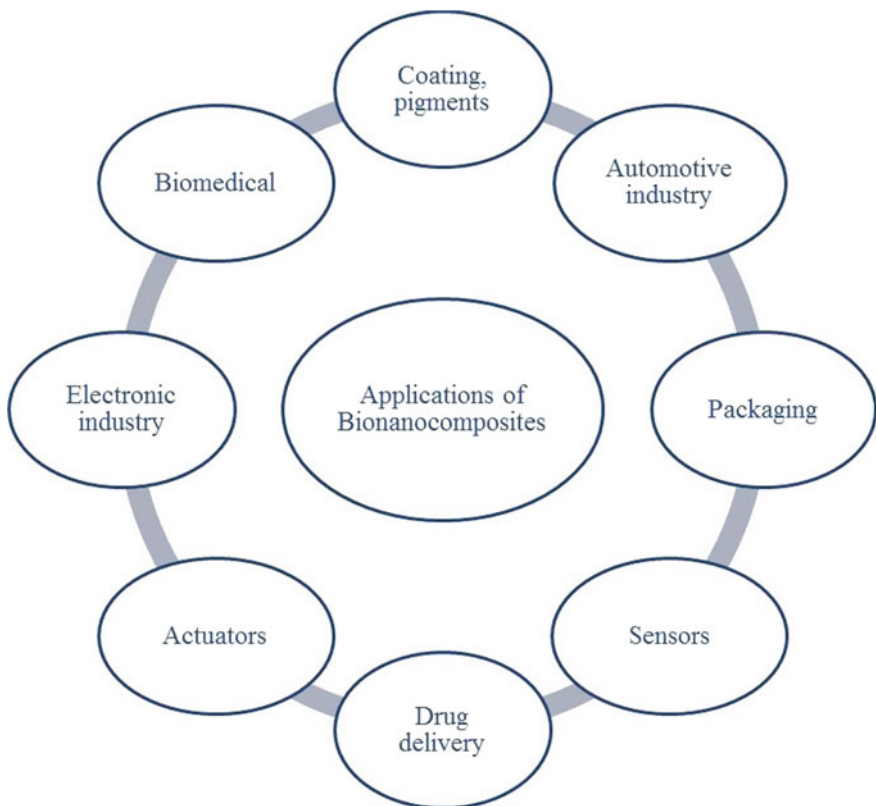 Coating,
pigments
Automotive
industry
Biomedical
Electronic
industry
Applications of
Bionanocomposites
Packaging
Actuators
Sensors
Drug
delivery